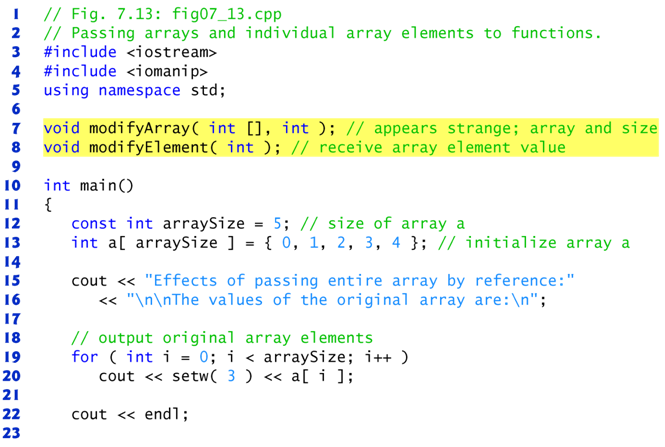 1 // Fig. 7.13: fig07_13.cpp
2 // Passing arrays and individual array elements to functions.
3 #include <iostream>
4 #include <iomanip>
5 using namespace std;
6
7 void modifyArray( int [], int ); // appears strange; array and size
8 void modifyElement( int ); // receive array element value
9
10 int main()
11 {
12    const int arraySize = 5; // size of array a
13    int a[ arraySize ] = { 0, 1, 2, 3, 4 }; // initialize array a
14
15    cout << "Effects of passing entire array by reference:"
16       << "\n\nThe values of the original array are:\n";
17
18    // output original array elements
19    for ( int i = 0; i < arraySize; i++ )
20       cout << setw( 3 ) << a[ i ];
21
22    cout << endl;
23